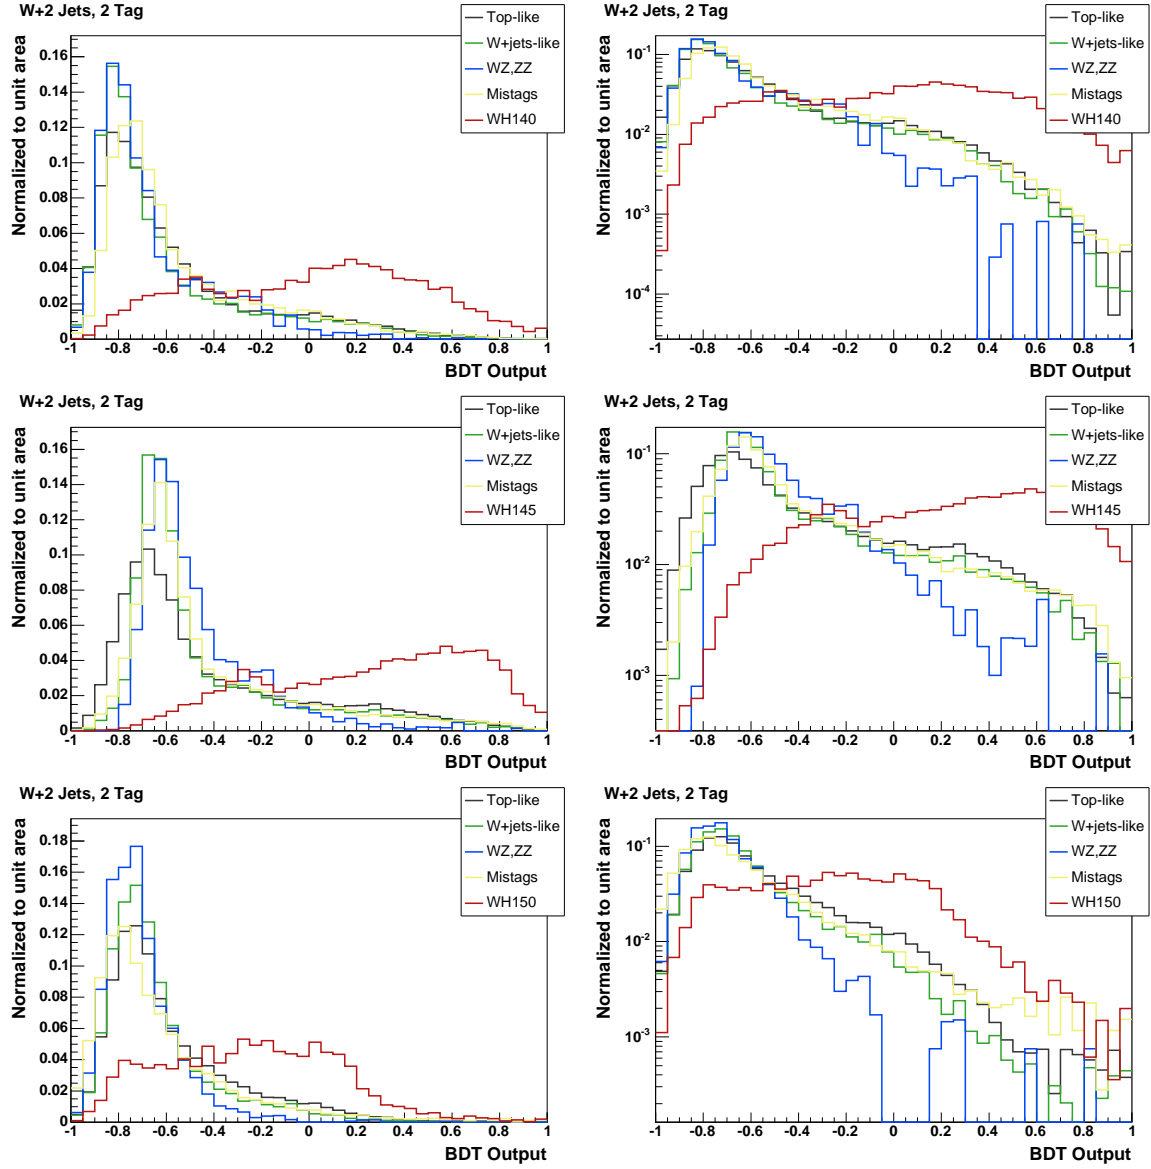 W+2 Jets, 2 Tag
Normalized to unit area
0.16
0.14
0.12
0.1
0.08
0.06
0.04
0.02
0
-1 -0.8 -0.6 -0.4 -0.2 0 0.2 0.4 0.6 0.8 1
BDT Output
Top-like
W+jets-like
WZ,ZZ
Mistags
WH140
W+2 Jets, 2 Tag
Normalized to unit area
10-1
10-2
10-3
10-4
-1 -0.8 -0.6 -0.4 -0.2 0 0.2 0.4 0.6 0.8 1
BDT Output
Top-like
W+jets-like
WZ,ZZ
Mistags
WH140
W+2 Jets, 2 Tag
Normalized to unit area
0.16
0.14
0.12
0.1
0.08
0.06
0.04
0.02
0
-1 -0.8 -0.6 -0.4 -0.2 0 0.2 0.4 0.6 0.8 1
BDT Output
Top-like
W+jets-like
WZ,ZZ
Mistags
WH145
W+2 Jets, 2 Tag
Normalized to unit area
10-1
10-2
10-3
-1 -0.8 -0.6 -0.4 -0.2 0 0.2 0.4 0.6 0.8 1
BDT Output
Top-like
W+jets-like
WZ,ZZ
Mistags
WH145
W+2 Jets, 2 Tag
Normalized to unit area
0.18
0.16
0.14
0.12
0.1
0.08
0.06
0.04
0.02
0
-1 -0.8 -0.6 -0.4 -0.2 0 0.2 0.4 0.6 0.8 1
BDT Output
Top-like
W+jets-like
WZ,ZZ
Mistags
WH150
W+2 Jets, 2 Tag
Normalized to unit area
10-1
10-2
10-3
-1 -0.8 -0.6 -0.4 -0.2 0 0.2 0.4 0.6 0.8 1
BDT Output
Top-like
W+jets-like
WZ,ZZ
Mistags
WH150